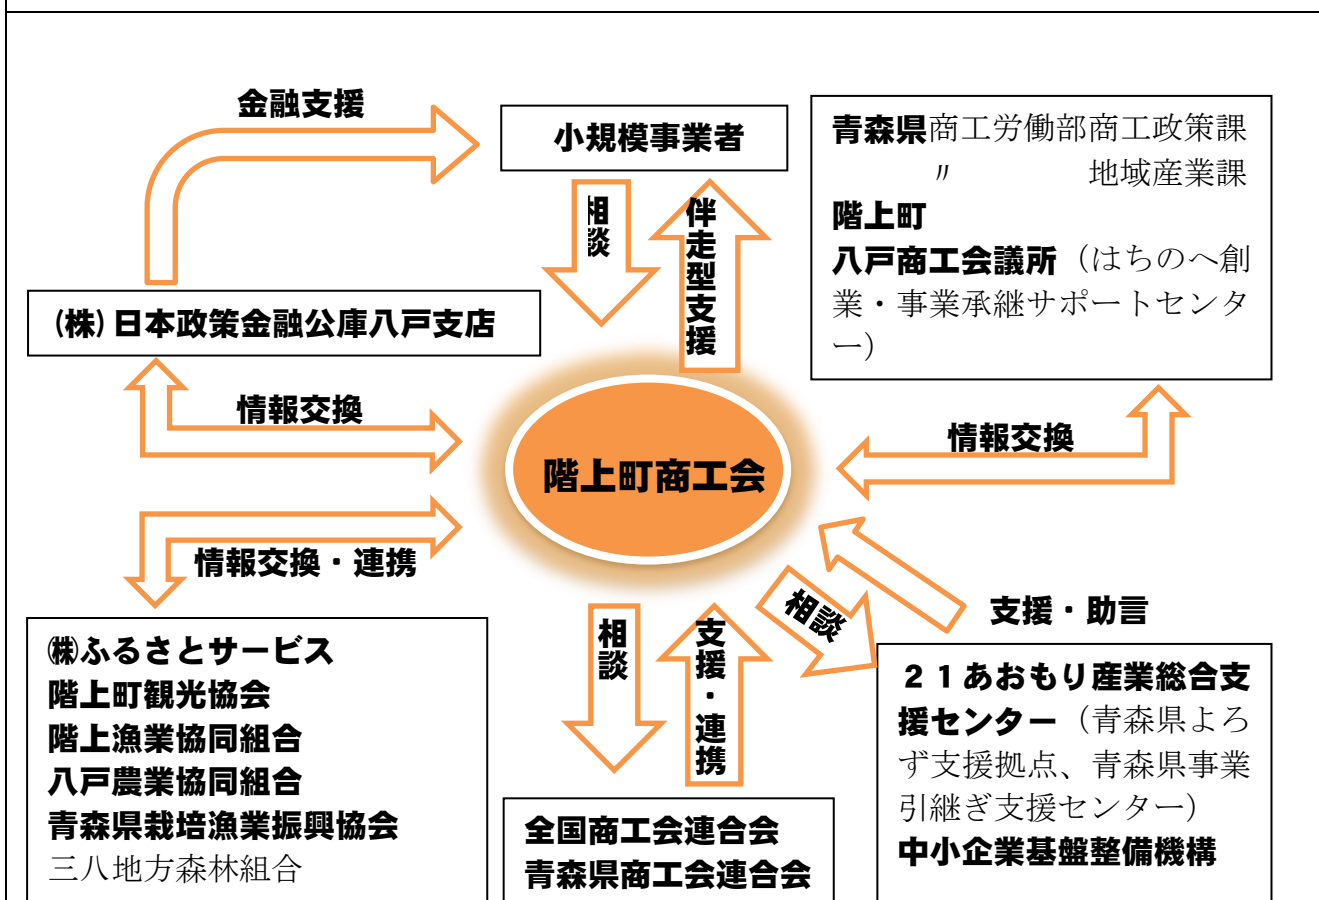 金融支援
小規模事業者
青森県商工労働部商工政策課
〃 地域産業課
階上町
八戸商工会議所（はちのへ創
業・事業承継サポートセンタ
ー）
相談
伴走型支援
(株)日本政策金融公庫八戸支店
情報交換
情報交換
階上町商工会
情報交換・連携
相談
支援・連携
相談
支援・助言
㈱ふるさとサービス
階上町観光協会
階上漁業協同組合
八戸農業協同組合
青森県栽培漁業振興協会
三八地方森林組合
全国商工会連合会
青森県商工会連合会
２１あおもり産業総合支
援センター（青森県よろ
ず支援拠点、青森県事業
引継ぎ支援センター）
中小企業基盤整備機構